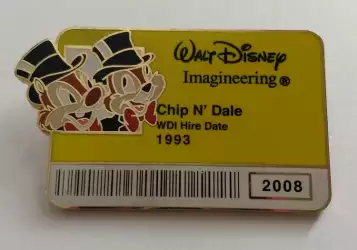 Walt Disney
Imagineering®
Chip N' Dale
WDI Hire Date
1993
2008